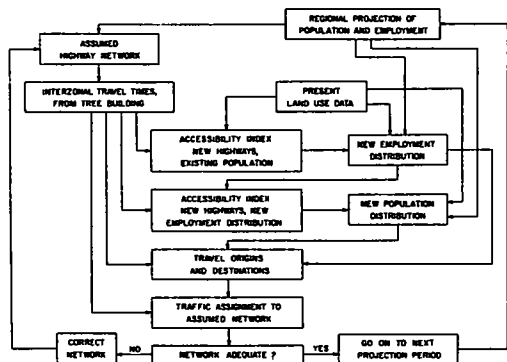 REGIONAL PROJECTION OF
POPULATION AND EMPLOYMENT
ASSUMED
HIGHWAY NETWORK
INTERZONAL TRAVEL TIMES,
FROM TREE BUILDING
PRESENT
LAND USE DATA
ACCESSIBILITY INDEX
NEW HIGHWAYS,
EXISTING POPULATION
NEW EMPLOYMENT
DISTRIBUTION
ACCESSIBILITY INDEX
NEW HIGHWAYS, NEW
EMPLOYMENT DISTRIBUTION
NEW POPULATION
DISTRIBUTION
TRAVEL ORIGINS
AND DESTINATIONS
TRAFFIC ASSIGNMENT TO
ASSUMED NETWORK
CORRECT
NETWORK
NO
NETWORK ADEQUATE ?
YES
GO ON TO NEXT
PROJECTION PERIOD